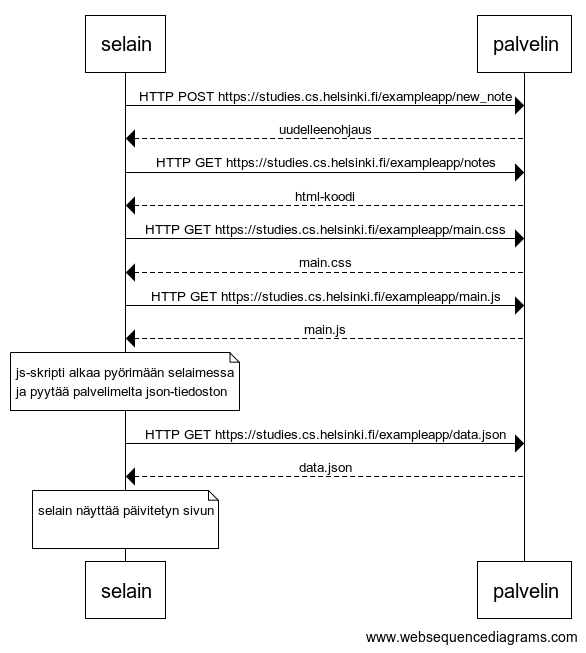 selain
palvelin
HTTP POST https://studies.cs.helsinki.fi/exampleapp/new_note
uudelleenohjaus
HTTP GET https://studies.cs.helsinki.fi/exampleapp/notes
html-koodi
HTTP GET https://studies.cs.helsinki.fi/exampleapp/main.css
main.css
HTTP GET https://studies.cs.helsinki.fi/exampleapp/main.js
main.js
js-skripti alkaa pyörimään selaimessa
ja pyytää palvelimelta json-tiedoston
HTTP GET https://studies.cs.helsinki.fi/exampleapp/data.json
data.json
selain näyttää päivitetyn sivun
selain
palvelin
www.websequencediagrams.com